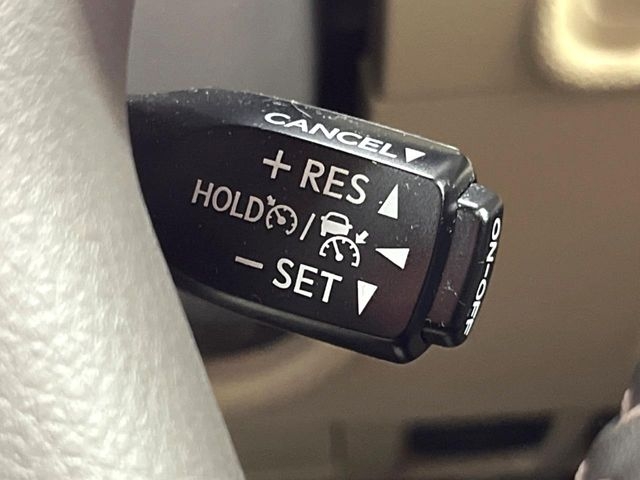 CANCEL▼
+ RES ▲
HOLD /
− SET ▼
ON-OFF